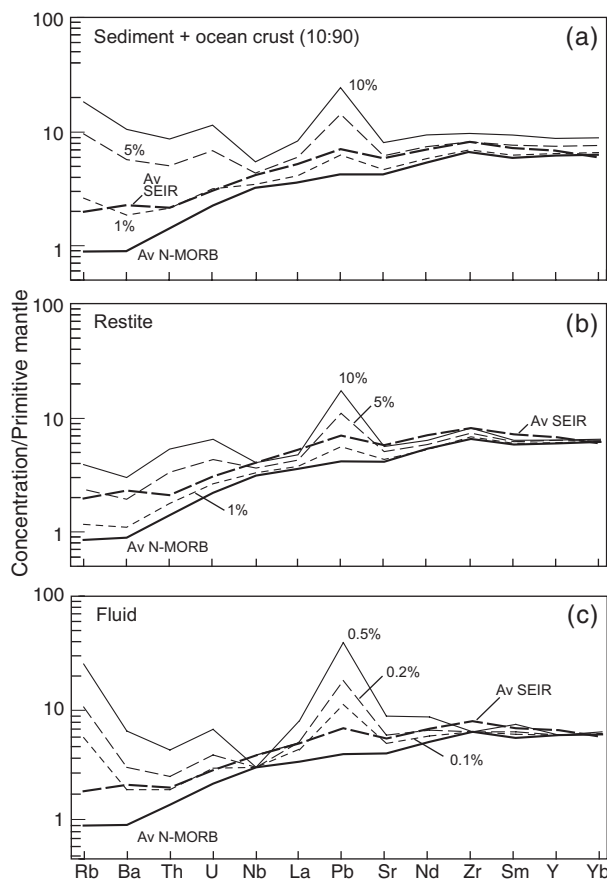 Concentration/Primitive mantle
100
Sediment + ocean crust (10:90)
(a)
10%
10
5%
Av
SEIR
1%
1
Av N-MORB
100
Restite
(b)
10%
5%
10
Av SEIR
1%
1
Av N-MORB
100
Fluid
(c)
0.5%
0.2%
Av SEIR
10
0.1%
1
Av N-MORB
Rb Ba Th U Nb La Pb Sr Nd Zr Sm Y Yb